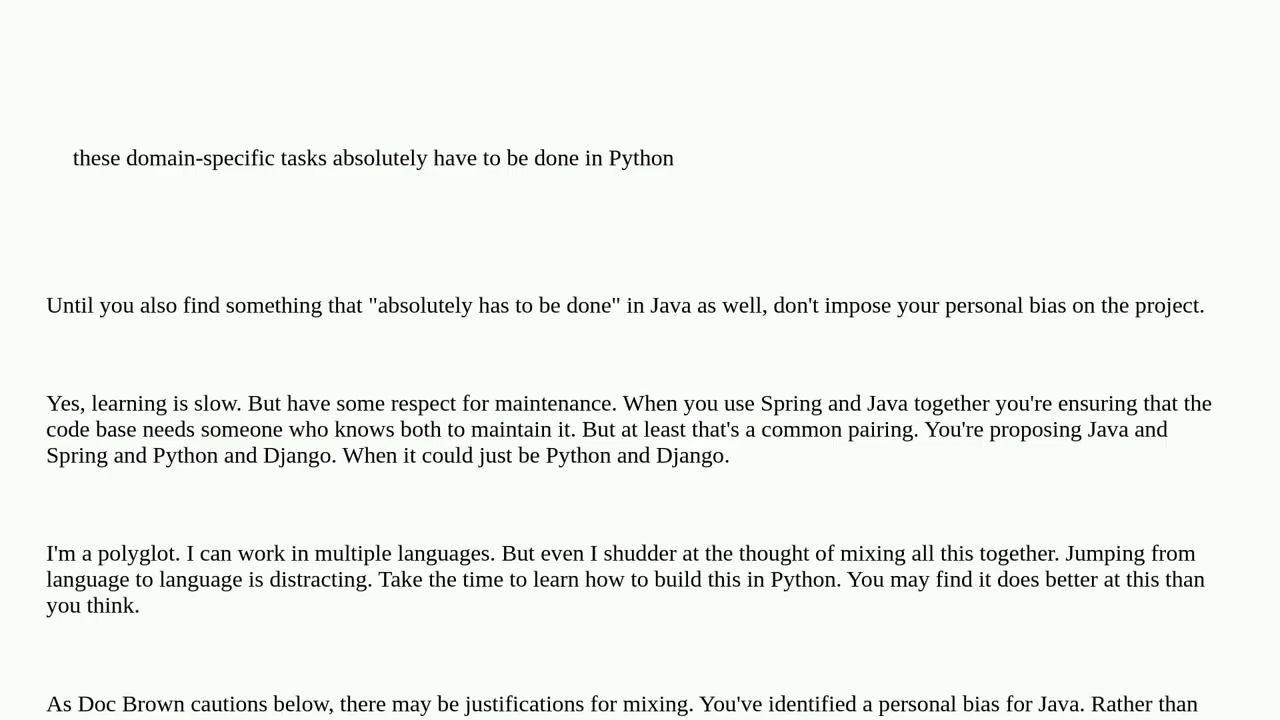 these domain-specific tasks absolutely have to be done in Python
Until you also find something that "absolutely has to be done" in Java as well, don't impose your personal bias on the project.
Yes, learning is slow. But have some respect for maintenance. When you use Spring and Java together you're ensuring that the
code base needs someone who knows both to maintain it. But at least that's a common pairing. You're proposing Java and
Spring and Python and Django. When it could just be Python and Django.
I'm a polyglot. I can work in multiple languages. But even I shudder at the thought of mixing all this together. Jumping from
language to language is distracting. Take the time to learn how to build this in Python. You may find it does better at this than
you think.
As Doc Brown cautions below, there may be justifications for mixing. You've identified a personal bias for Java. Rather than